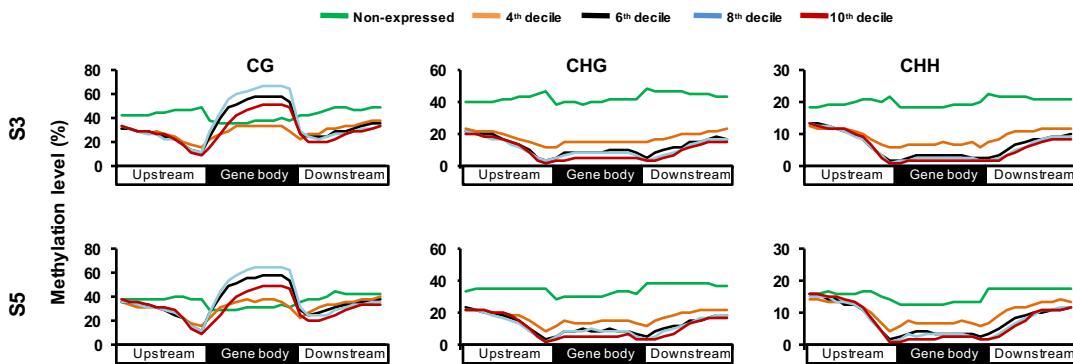 Non-expressed 4th decile 6th decile 8th decile 10th decile
CG CHG CHH
S3
Methylation level (%)
80 60 40 20 0
60 40 20 0
30 20 10 0
Upstream Gene body Downstream
Upstream Gene body Downstream
Upstream Gene body Downstream
S5
80 60 40 20 0
60 40 20 0
30 20 10 0
Upstream Gene body Downstream
Upstream Gene body Downstream
Upstream Gene body Downstream